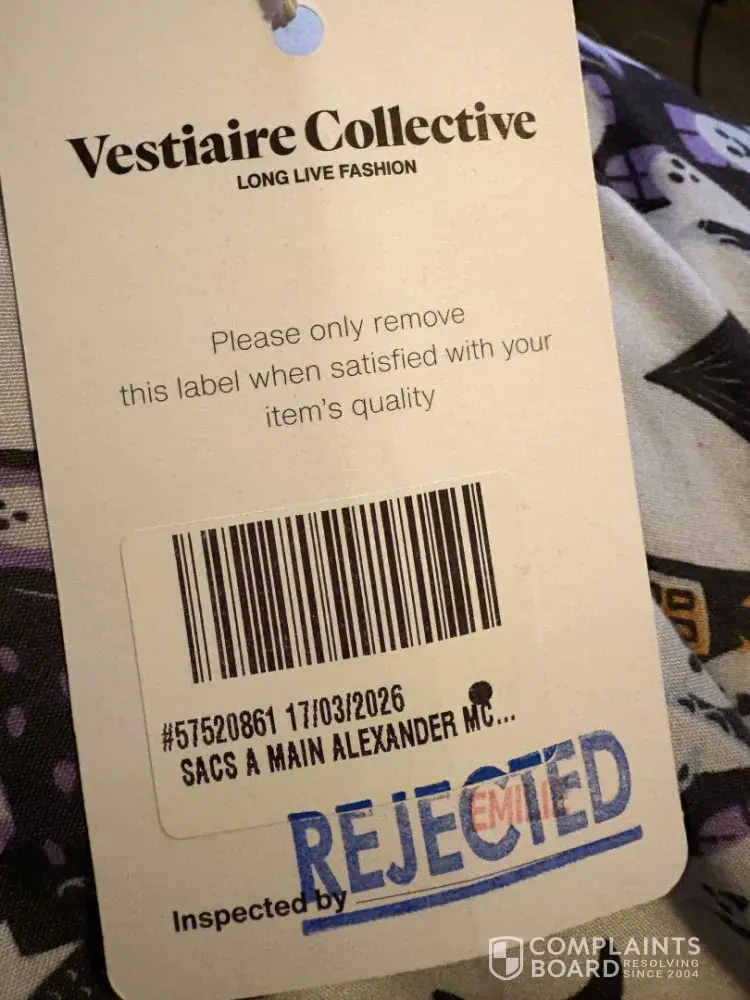 Vestiaire Collective
LONG LIVE FASHION
Please only remove
this label when satisfied with your
item's quality
#57520861 17/03/2026
SACS A MAIN ALEXANDER MC...
REJECTED
EMILIE
Inspected by
COMPLAINTS
BOARD RESOLVING
SINCE 2004